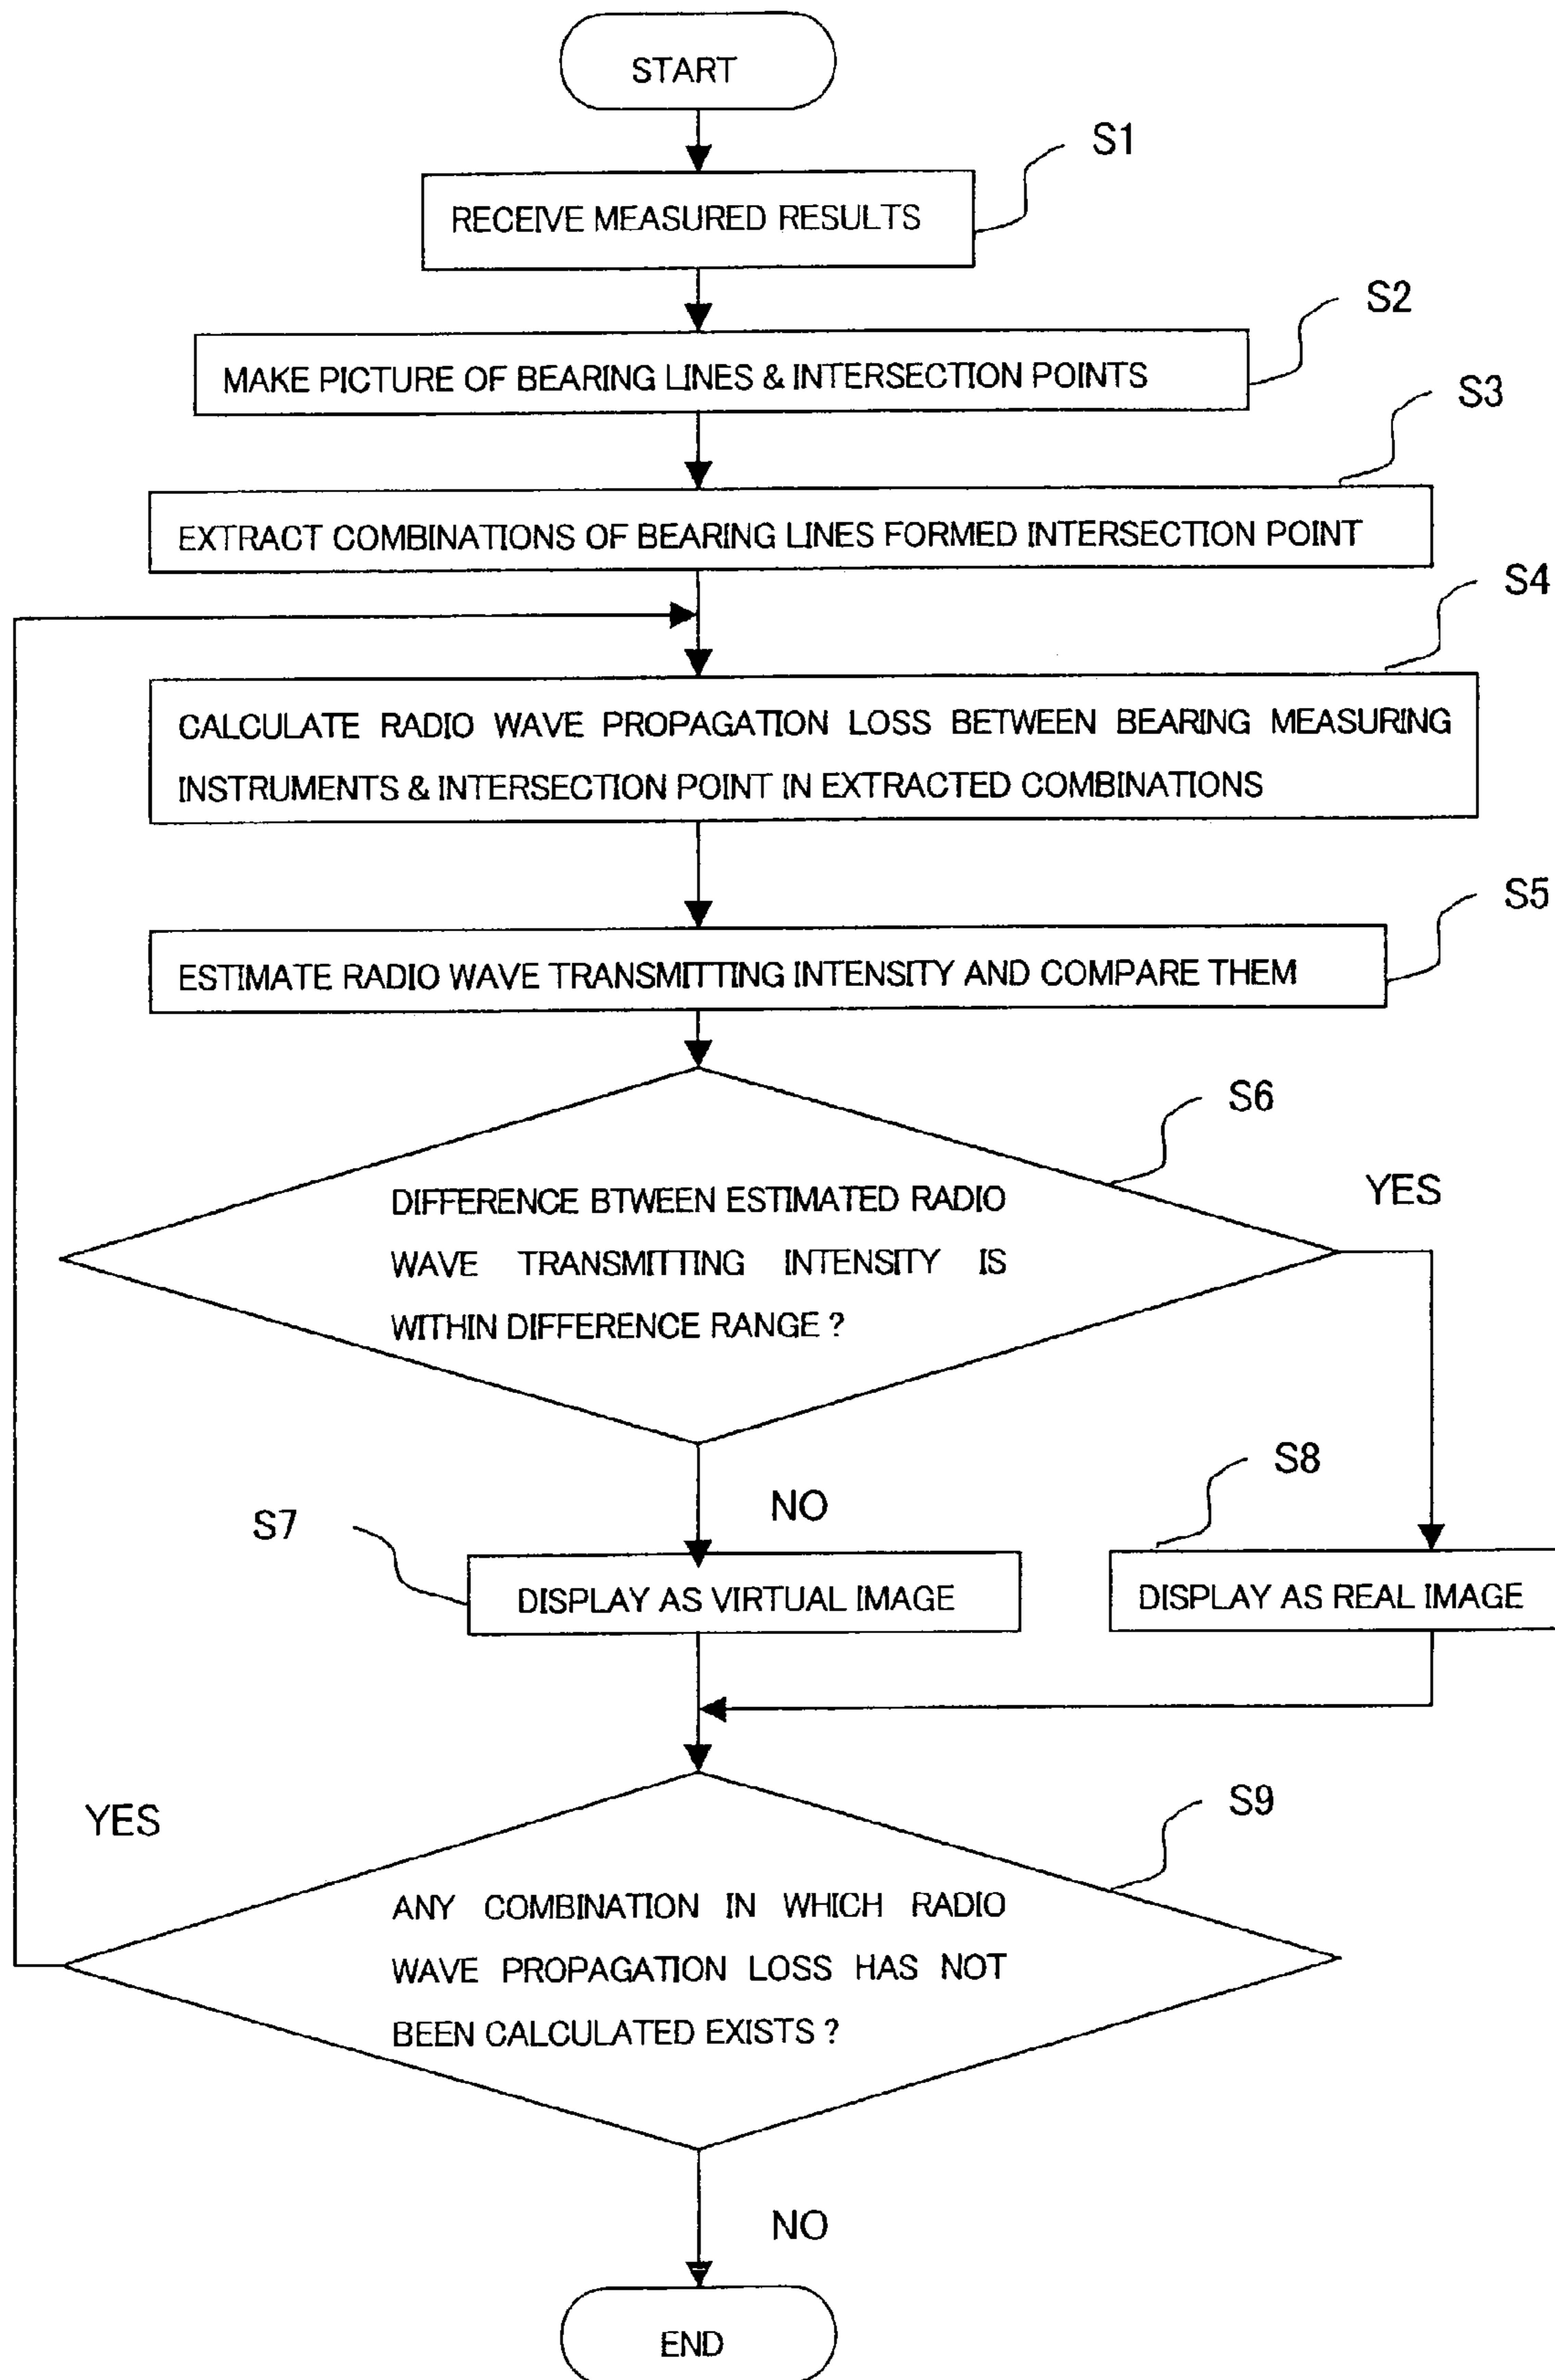 START
S1
RECEIVE MEASURED RESULTS
S2
MAKE PICTURE OF BEARING LINES & INTERSECTION POINTS
S3
EXTRACT COMBINATIONS OF BEARING LINES FORMED INTERSECTION POINT
S4
CALCULATE RADIO WAVE PROPAGATION LOSS BETWEEN BEARING MEASURING
INSTRUMENTS & INTERSECTION POINT IN EXTRACTED COMBINATIONS
S5
ESTIMATE RADIO WAVE TRANSMITTING INTENSITY AND COMPARE THEM
S6
YES
DIFFERENCE BTWEEN ESTIMATED RADIO
WAVE TRANSMITTING INTENSITY IS
WITHIN DIFFERENCE RANGE ?
NO
S7
S8
DISPLAY AS VIRTUAL IMAGE
DISPLAY AS REAL IMAGE
YES
S9
ANY COMBINATION IN WHICH RADIO
WAVE PROPAGATION LOSS HAS NOT
BEEN CALCULATED EXISTS ?
NO
END